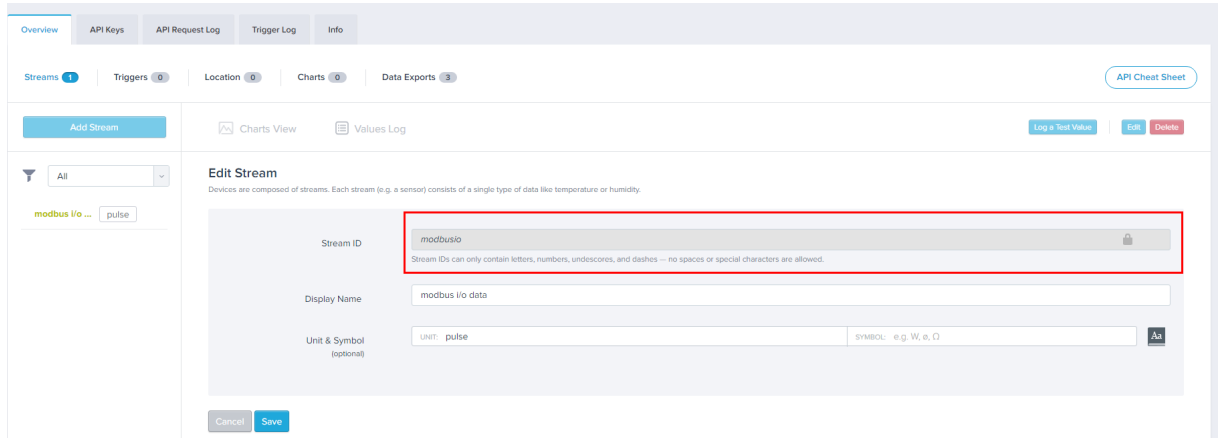 Overview API Keys API Request Log Trigger Log Info
Streams 1 Triggers 0 Location 0 Charts 0 Data Exports 3 API Cheat Sheet
Add Stream Charts View Values Log Log a Test Value Edit Delete
All
modbus i/o ... pulse
Edit Stream
Devices are composed of streams. Each stream (e.g. a sensor) consists of a single type of data like temperature or humidity.
Stream ID modbusio
Stream IDs can only contain letters, numbers, undescores, and dashes — no spaces or special characters are allowed.
Display Name modbus i/o data
Unit & Symbol UNIT: pulse SYMBOL: e.g. W, ø, Ω Aa
(optional)
Cancel Save